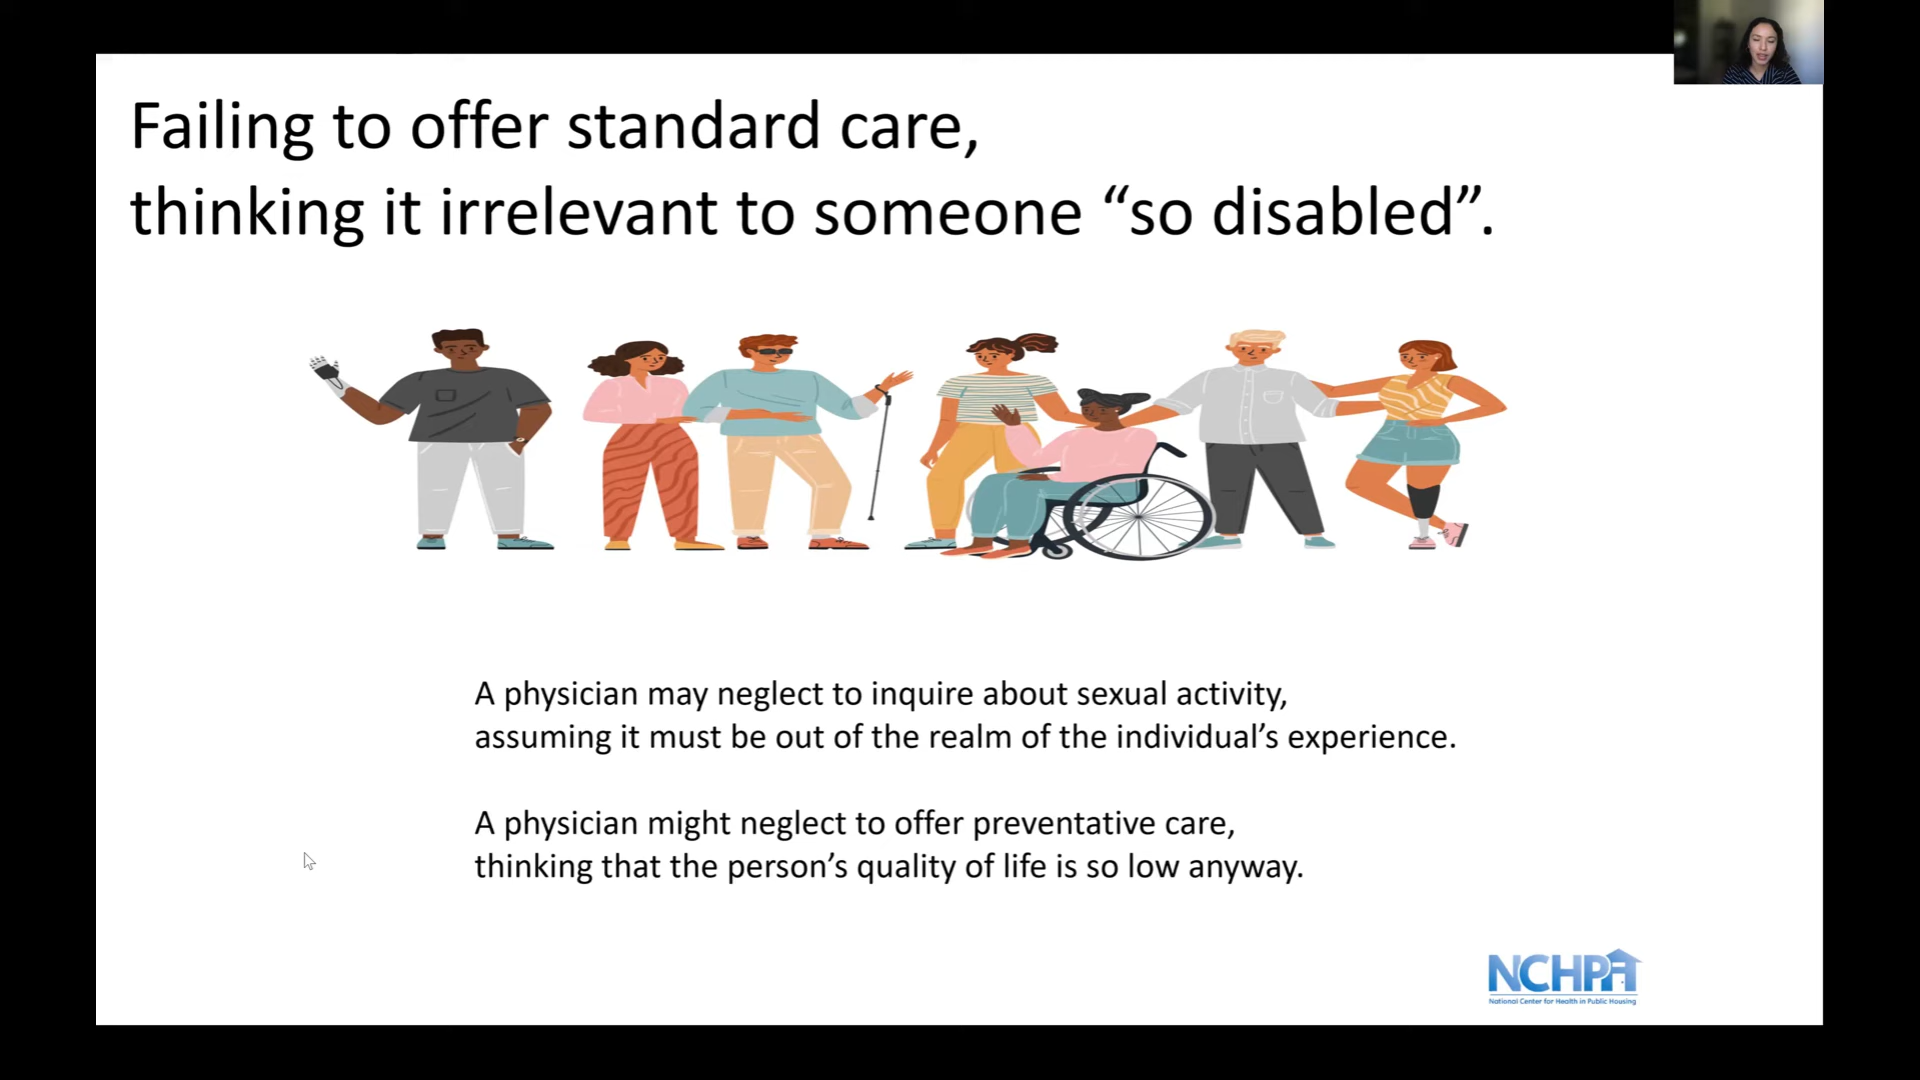 Failing to offer standard care,
thinking it irrelevant to someone “so disabled”.
A physician may neglect to inquire about sexual activity,
assuming it must be out of the realm of the individual’s experience.
A physician might neglect to offer preventative care,
thinking that the person’s quality of life is so low anyway.
NCHPH
National Center for Health in Public Housing